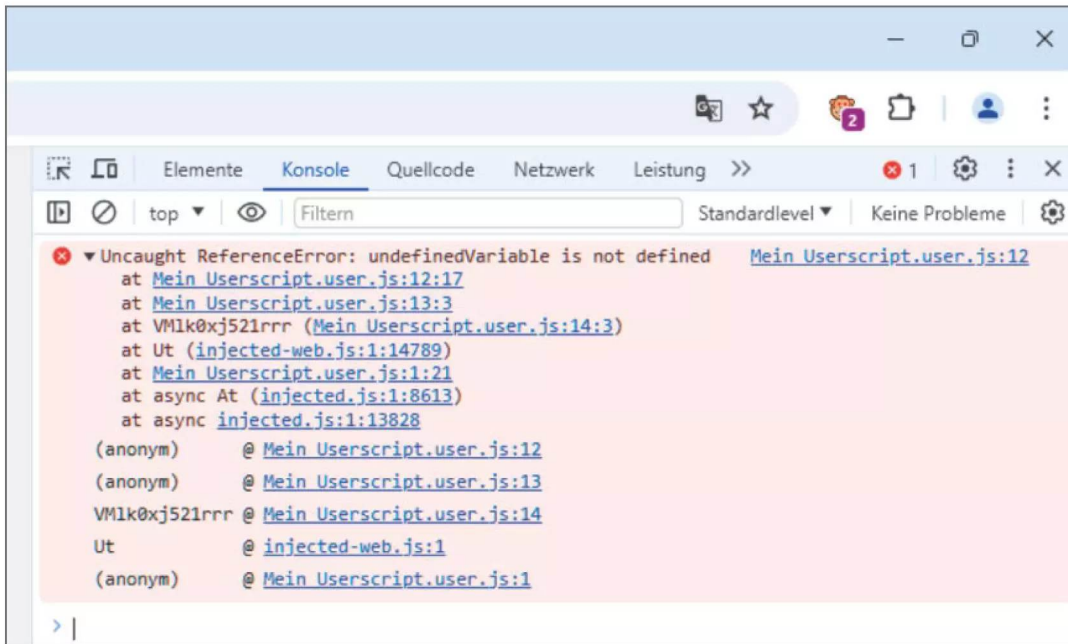 2
Elemente Konsole Quellcode Netzwerk Leistung 1
top Filtern Standardlevel Keine Probleme
Uncaught ReferenceError: undefinedVariable is not defined Mein Userscript.user.js:12
at Mein Userscript.user.js:12:17
at Mein Userscript.user.js:13:3
at VMlk0xj521rrr (Mein Userscript.user.js:14:3)
at Ut (injected-web.js:1:14789)
at Mein Userscript.user.js:1:21
at async At (injected.js:1:8613)
at async injected.js:1:13828
(anonym) @ Mein Userscript.user.js:12
(anonym) @ Mein Userscript.user.js:13
VMlk0xj521rrr @ Mein Userscript.user.js:14
Ut @ injected-web.js:1
(anonym) @ Mein Userscript.user.js:1